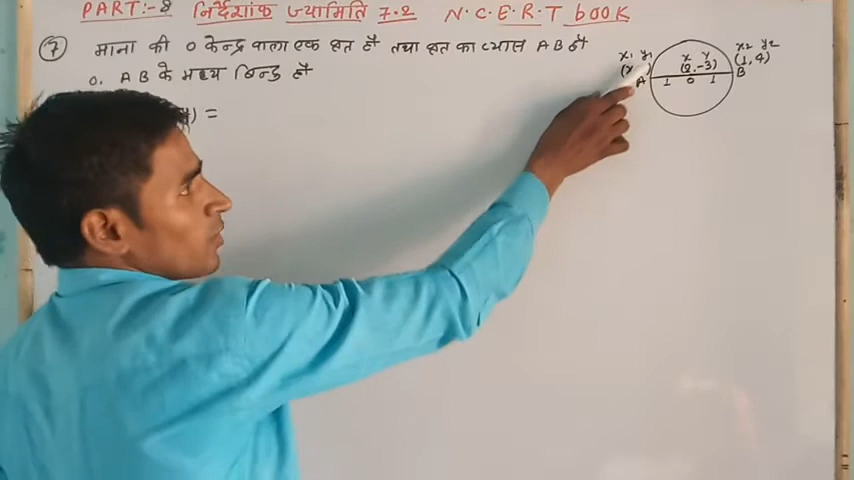 PART:-8 निर्देशांक ज्यामिति 7.2 N.C.E.R.T book
7 माना की O केन्द्र वाला एक वृत है तथा वृत का व्यास AB है
O, AB के मध्य बिन्दु है
) =
x₁ y₁
(x
A
x y
(2,-3)
1 0 1
x₂ y₂
(1,4)
B